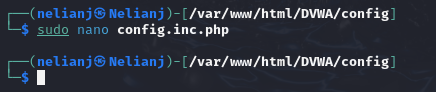 ┌──(nelianj㉿Nelianj)-[/var/www/html/DVWA/config]
└─$ sudo nano config.inc.php
┌──(nelianj㉿Nelianj)-[/var/www/html/DVWA/config]
└─$